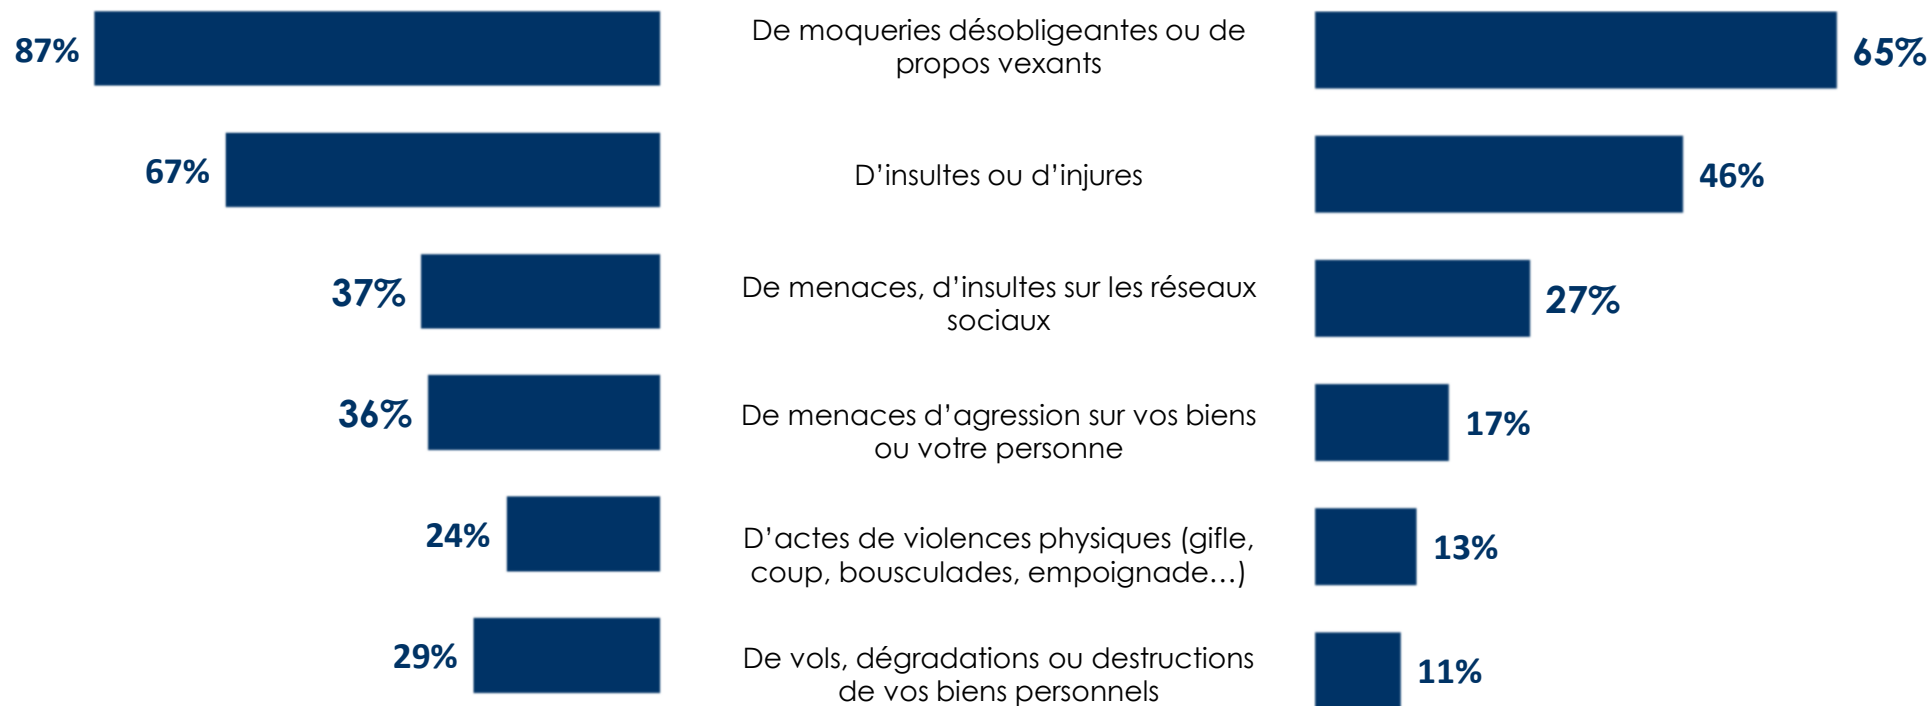 87%
De moqueries désobligeantes ou de
propos vexants
65%
67%
D’insultes ou d’injures
46%
37%
De menaces, d’insultes sur les réseaux
sociaux
27%
36%
De menaces d’agression sur vos biens
ou votre personne
17%
24%
D’actes de violences physiques (gifle,
coup, bousculades, empoignade…)
13%
29%
De vols, dégradations ou destructions
de vos biens personnels
11%